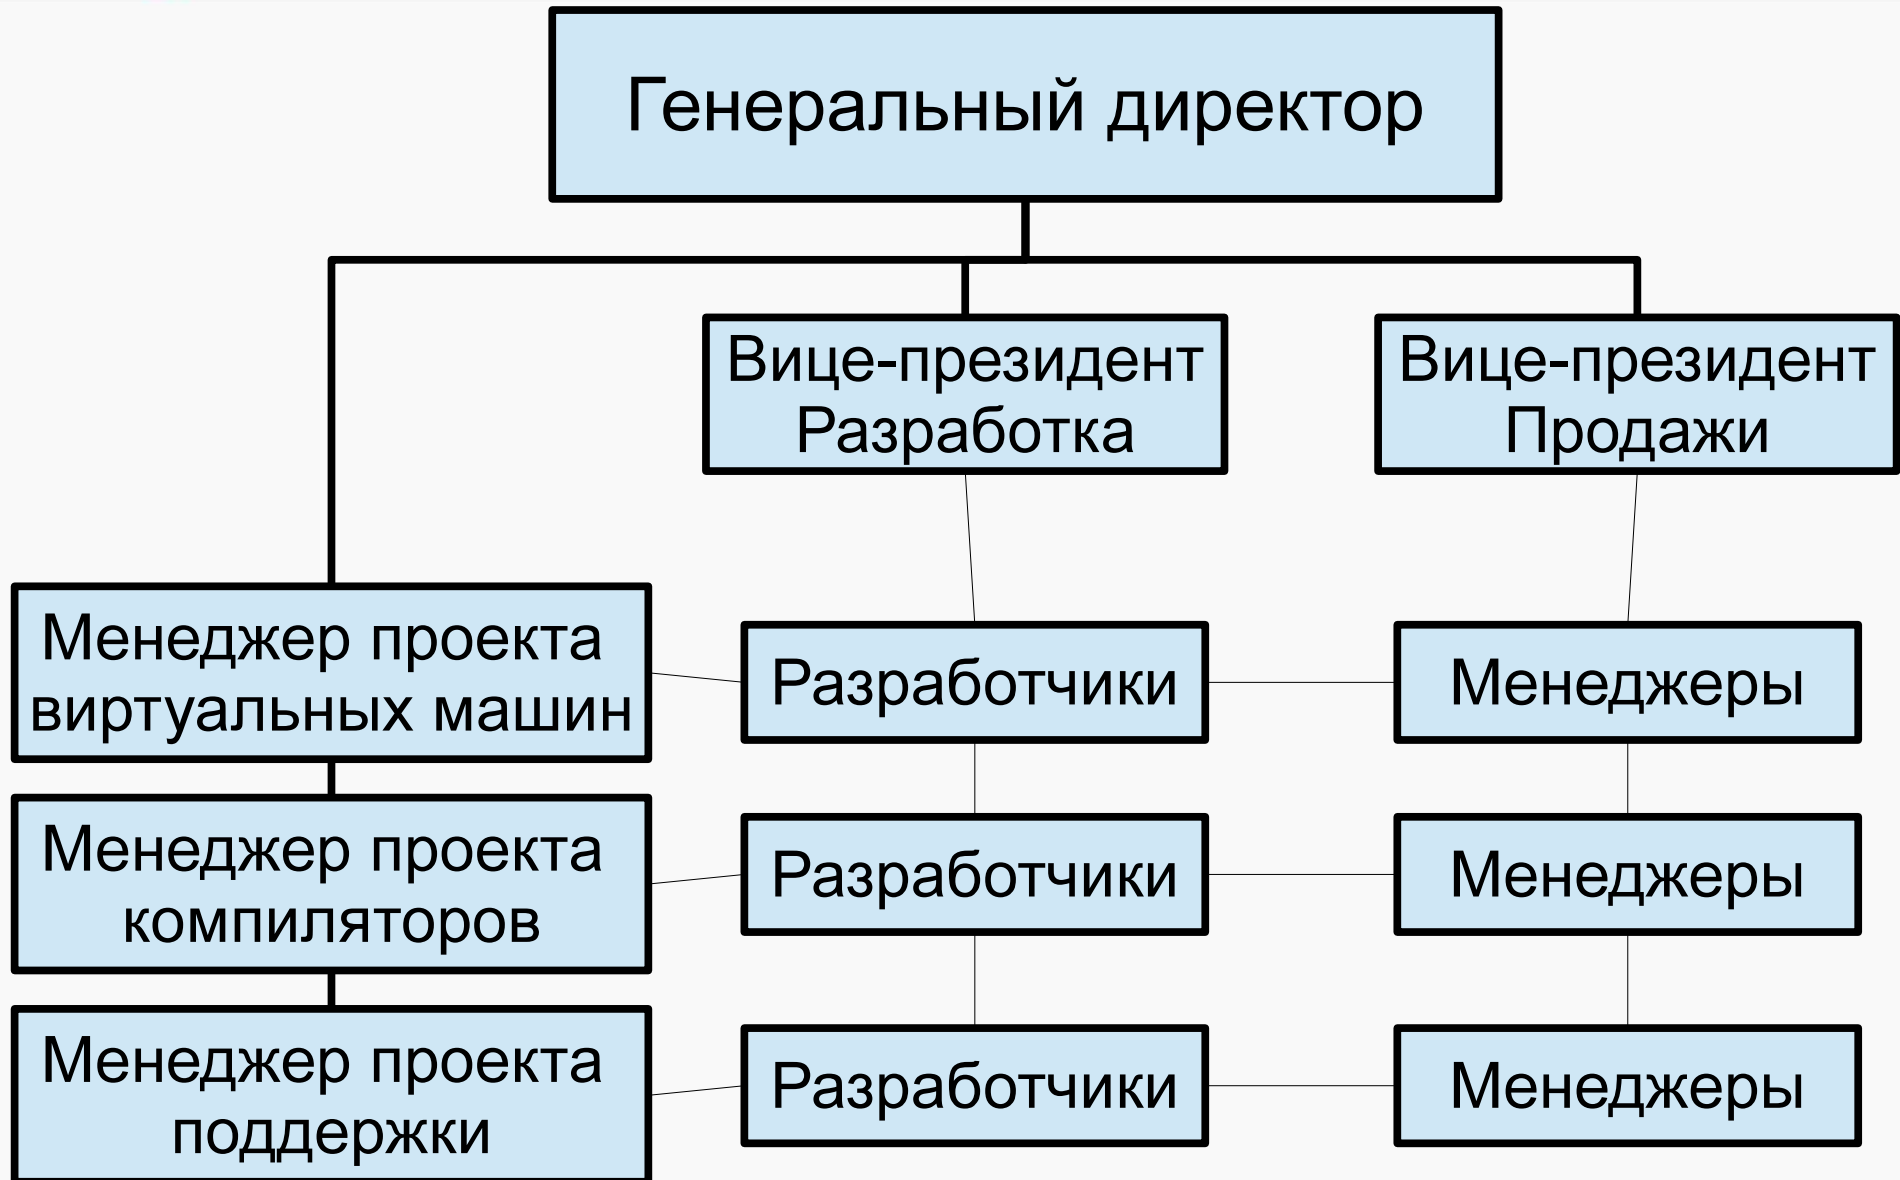 Генеральный директор
Вице-президент
Разработка
Вице-президент
Продажи
Менеджер проекта
виртуальных машин
Разработчики
Менеджеры
Менеджер проекта
компиляторов
Разработчики
Менеджеры
Менеджер проекта
поддержки
Разработчики
Менеджеры